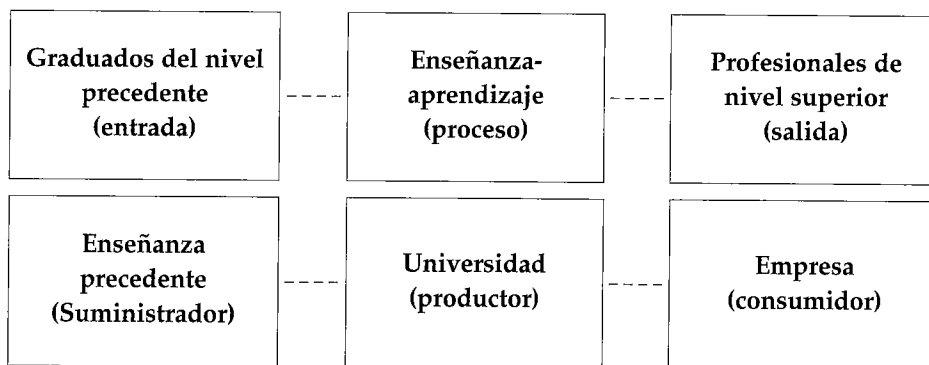 Graduados del nivel
precedente
(entrada)
Enseñanza-
aprendizaje
(proceso)
Profesionales de
nivel superior
(salida)
Enseñanza
precedente
(Suministrador)
Universidad
(productor)
Empresa
(consumidor)